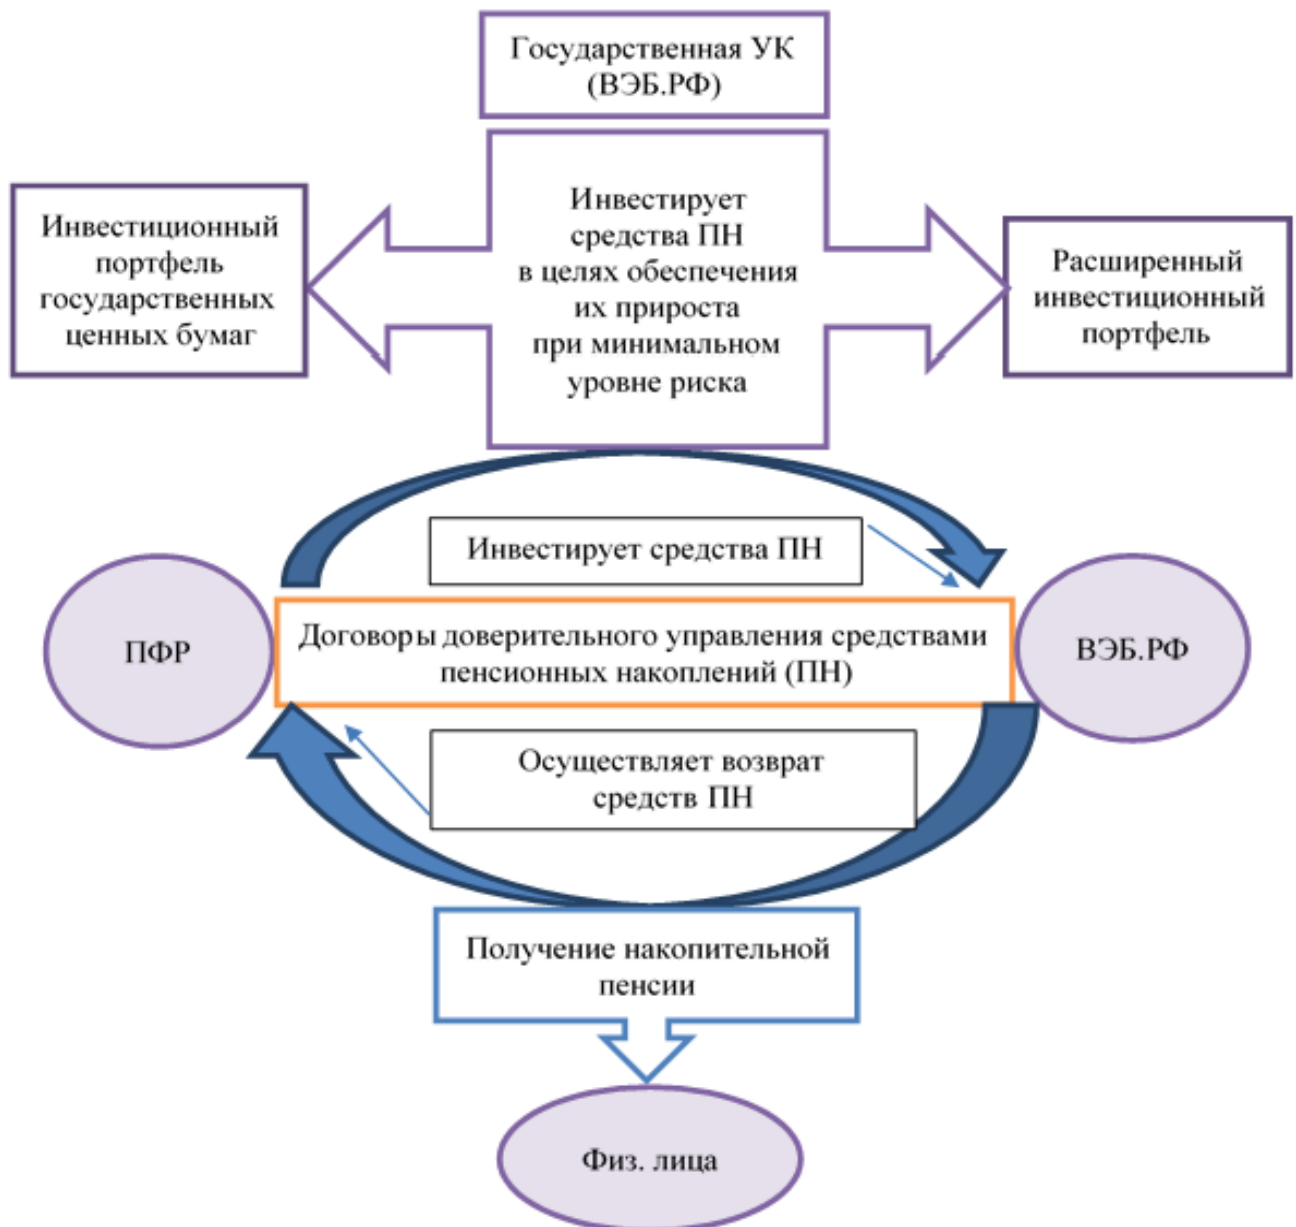 Государственная УК
(ВЭБ.РФ)
Инвестирует
средства ПН
в целях обеспечения
их прироста
при минимальном
уровне риска
Инвестиционный
портфель
государственных
ценных бумаг
Расширенный
инвестиционный
портфель
Инвестирует средства ПН
ПФР
Договоры доверительного управления средствами
пенсионных накоплений (ПН)
ВЭБ.РФ
Осуществляет возврат
средств ПН
Получение накопительной
пенсии
Физ. лица